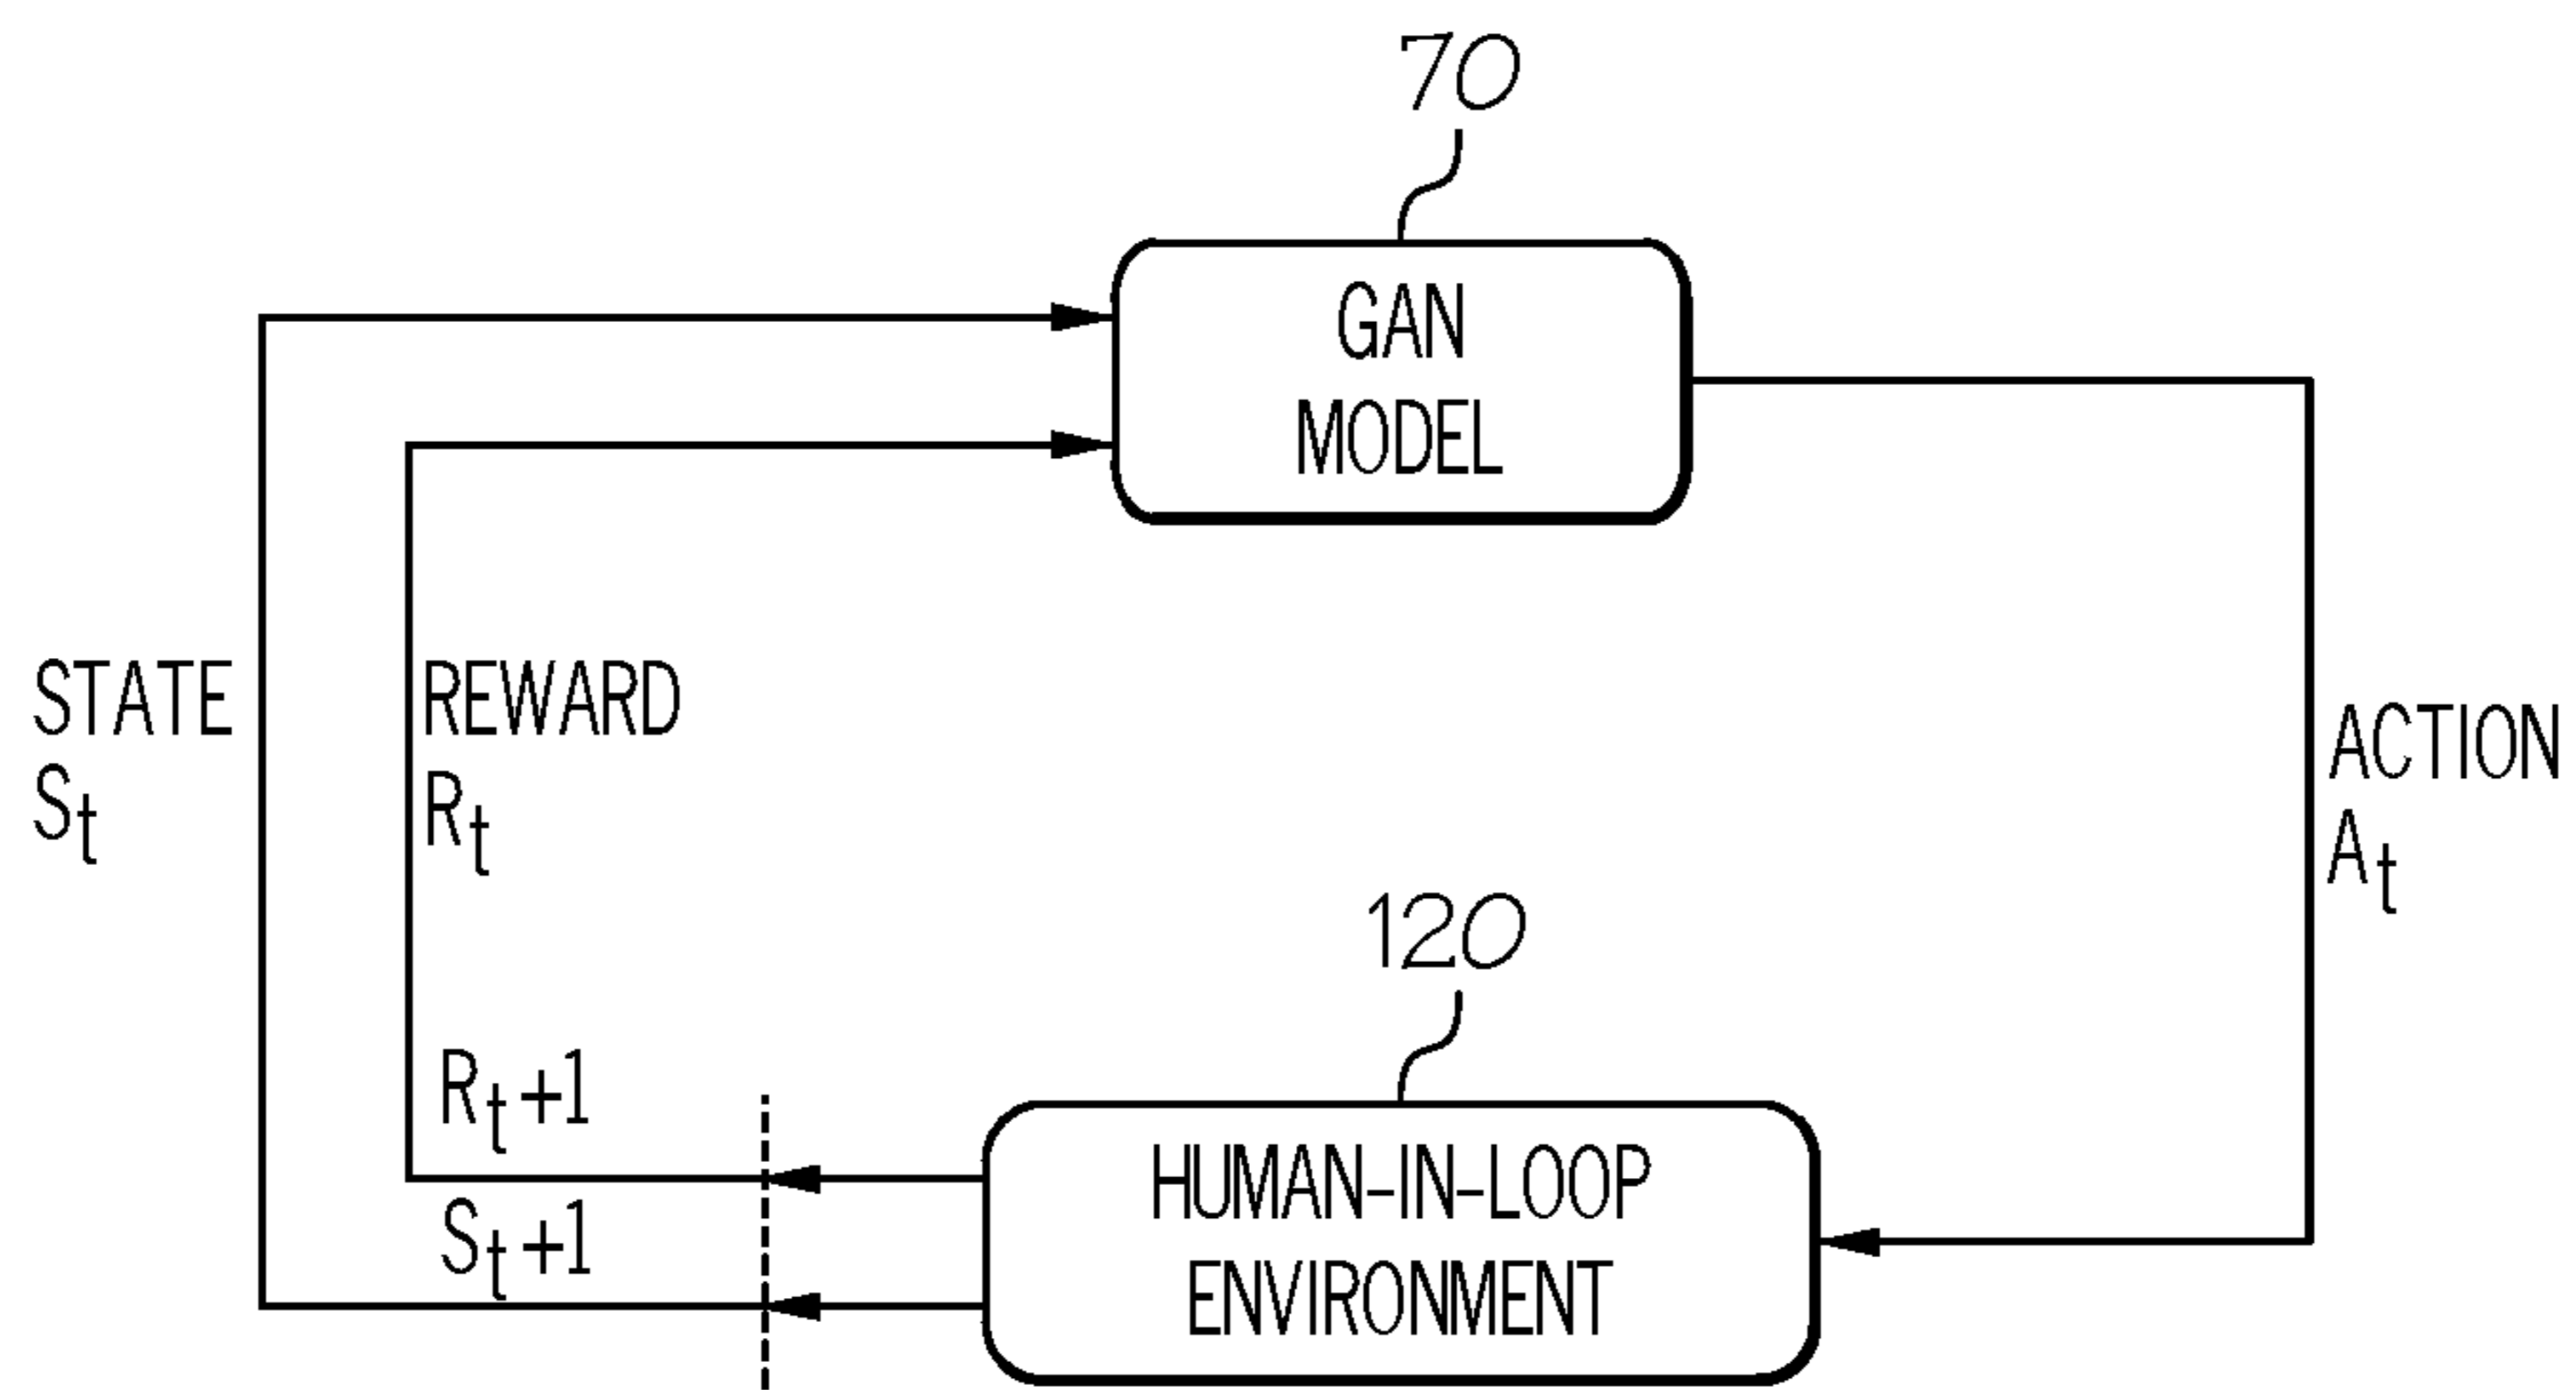 70
GAN
MODEL
STATE
St
REWARD
Rt
ACTION
At
120
Rt+1
St+1
HUMAN-IN-LOOP
ENVIRONMENT